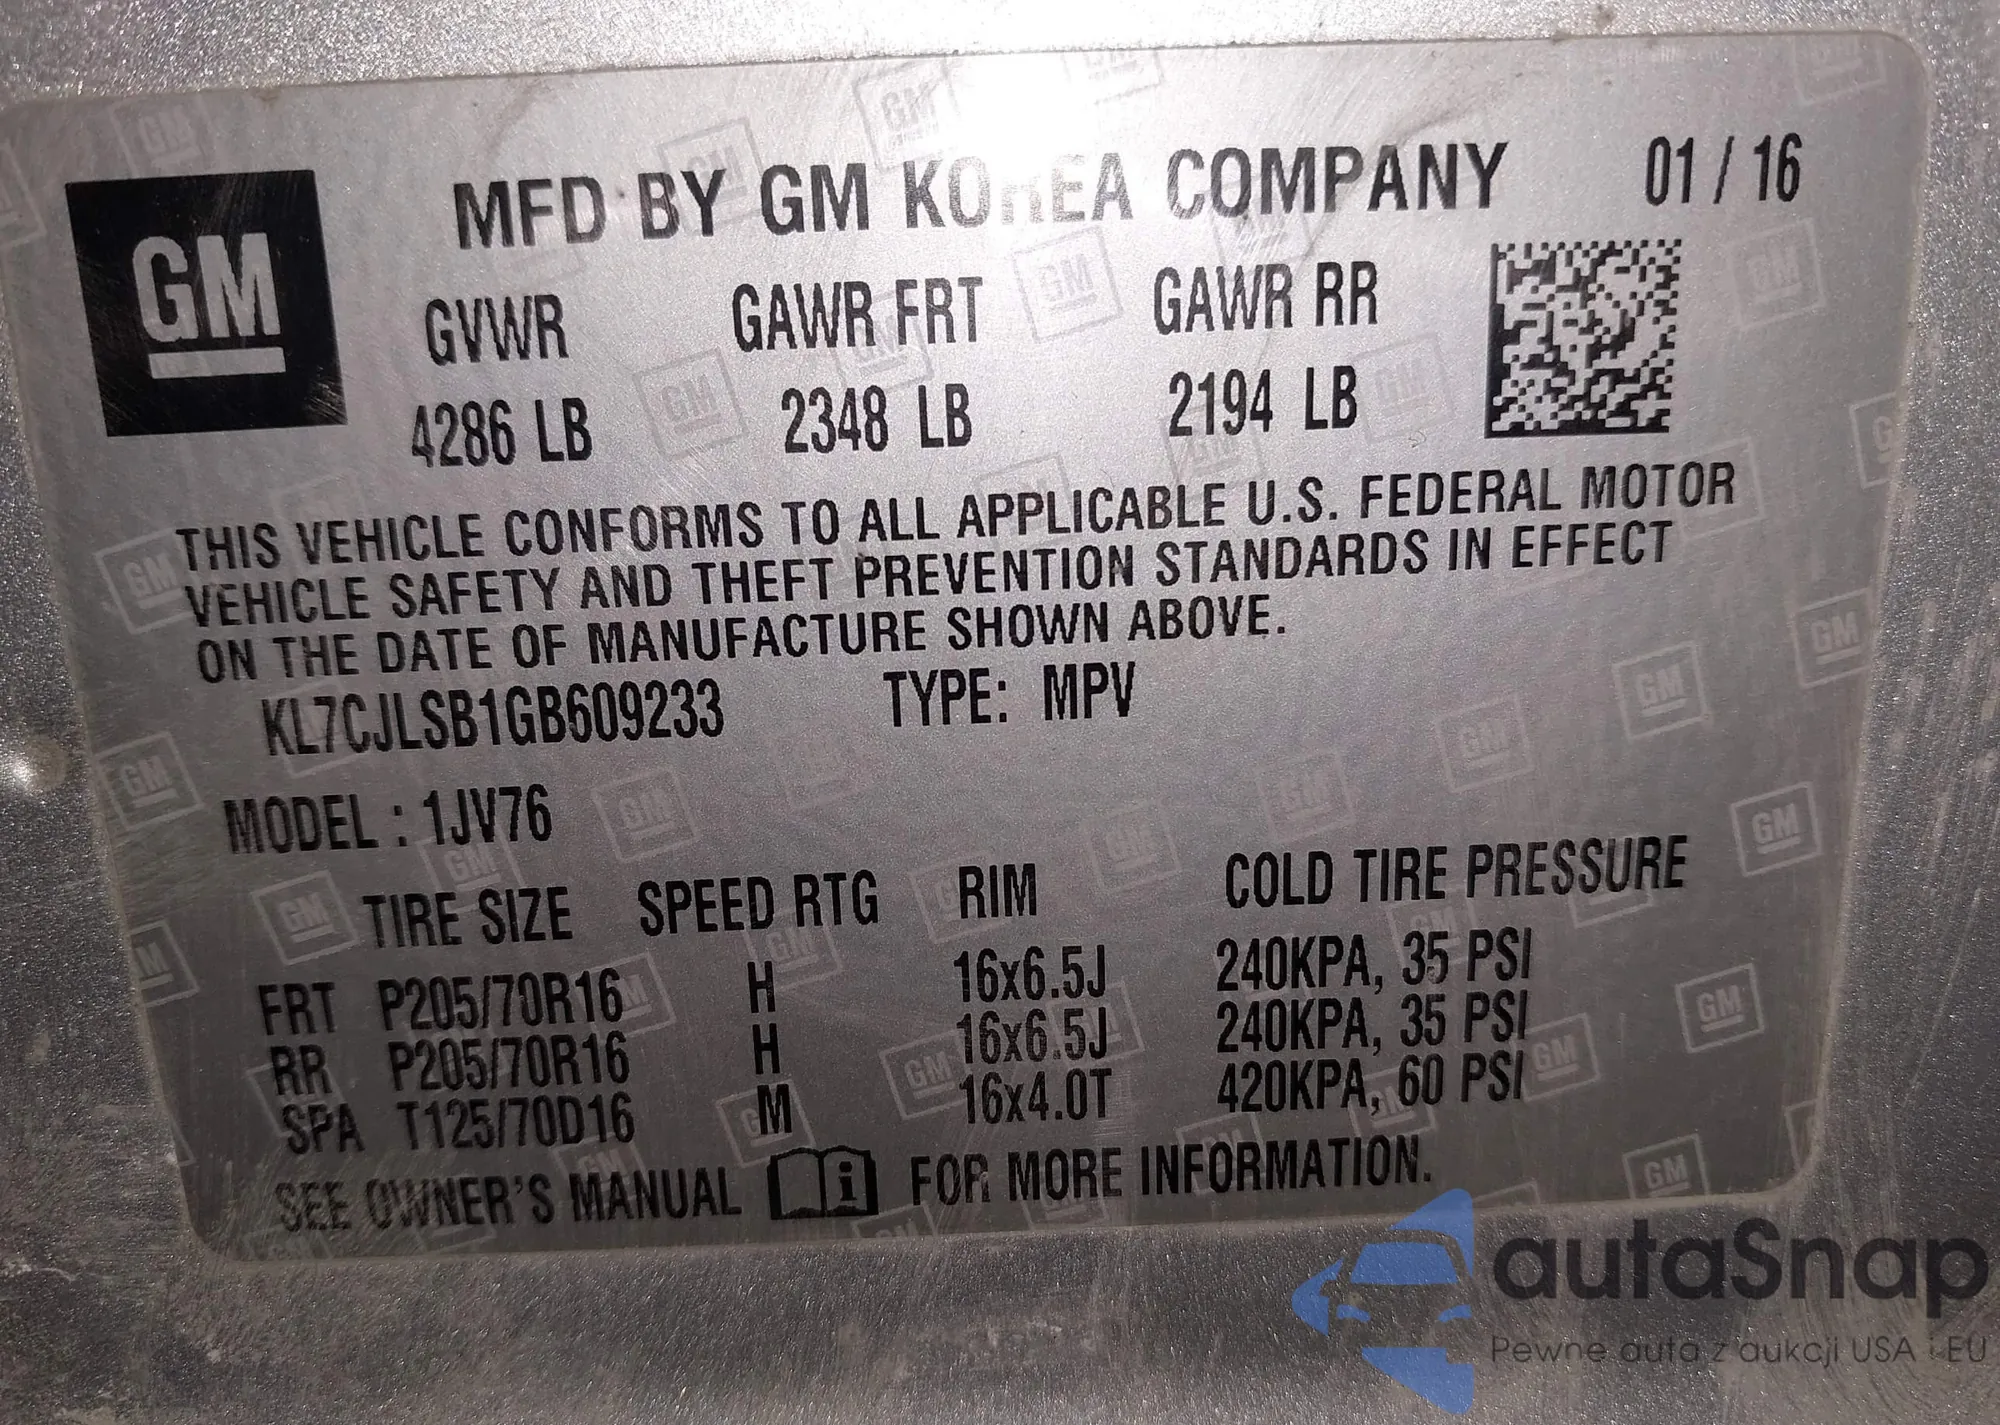 GM
MFD BY GM KOREA COMPANY 01 / 16
GVWR GAWR FRT GAWR RR
4286 LB 2348 LB 2194 LB
THIS VEHICLE CONFORMS TO ALL APPLICABLE U.S. FEDERAL MOTOR
VEHICLE SAFETY AND THEFT PREVENTION STANDARDS IN EFFECT
ON THE DATE OF MANUFACTURE SHOWN ABOVE.
KL7CJLSB1GB609233 TYPE: MPV
MODEL : 1JV76
TIRE SIZE SPEED RTG RIM COLD TIRE PRESSURE
FRT P205/70R16 H 16x6.5J 240KPA, 35 PSI
RR P205/70R16 H 16x6.5J 240KPA, 35 PSI
SPA T125/70D16 M 16x4.0T 420KPA, 60 PSI
SEE OWNER'S MANUAL i FOR MORE INFORMATION.
autaSnap
Pewne auta z aukcji USA i EU